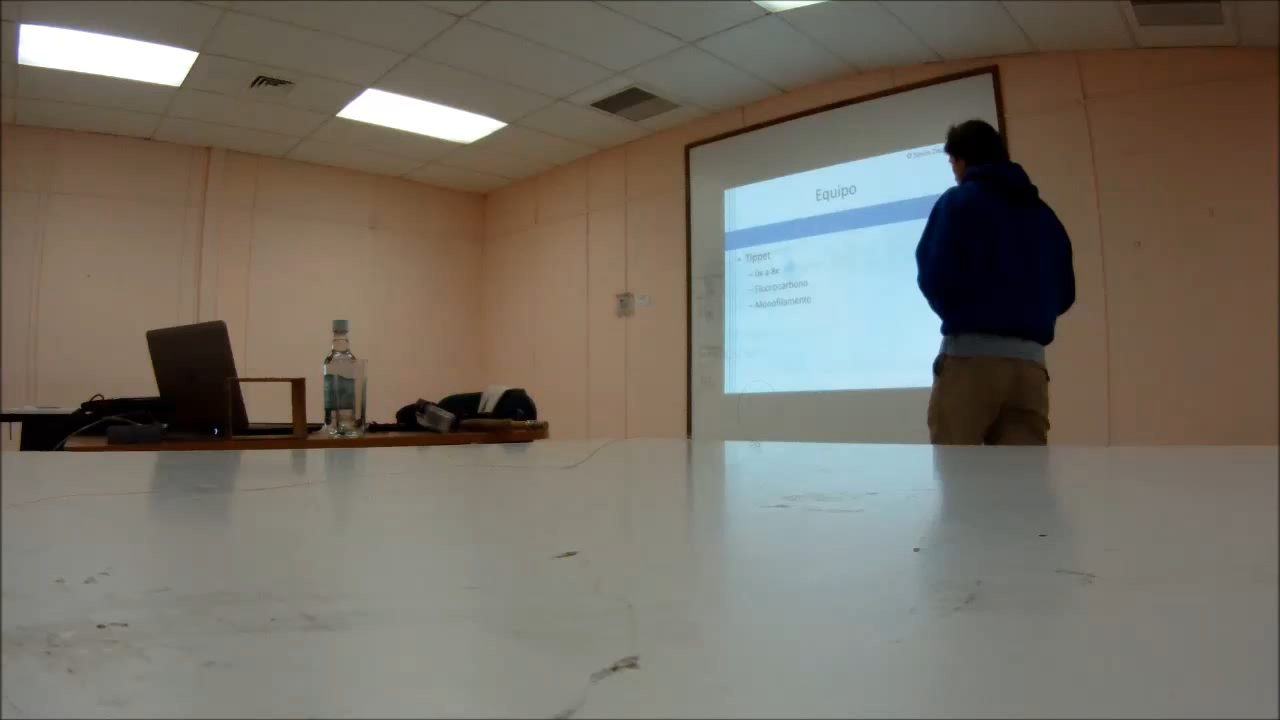 Equipo
• Tippet
– 0x a 8x
– Fluorocarbono
– Monofilamento